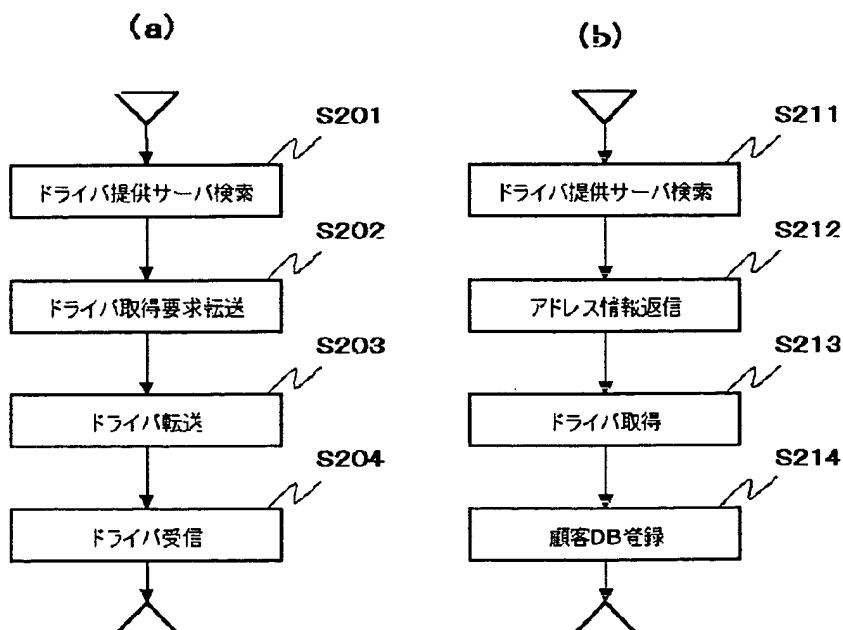 (a)
S201
ドライバ提供サーバ検索
S202
ドライバ取得要求転送
S203
ドライバ転送
S204
ドライバ受信
(b)
S211
ドライバ提供サーバ検索
S212
アドレス情報返信
S213
ドライバ取得
S214
顧客DB登録